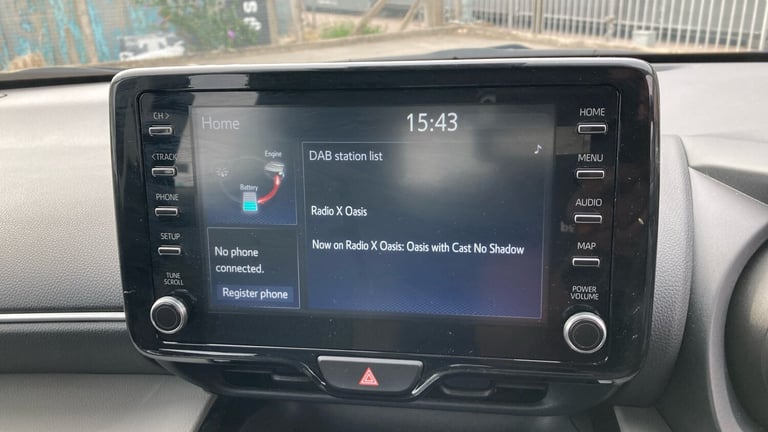 CH >
< TRACK
PHONE
SETUP
TUNE
SCROLL
Home
15:43
Engine
Battery
No phone
connected.
Register phone
DAB station list
Radio X Oasis
Now on Radio X Oasis: Oasis with Cast No Shadow
HOME
MENU
AUDIO
MAP
POWER
VOLUME